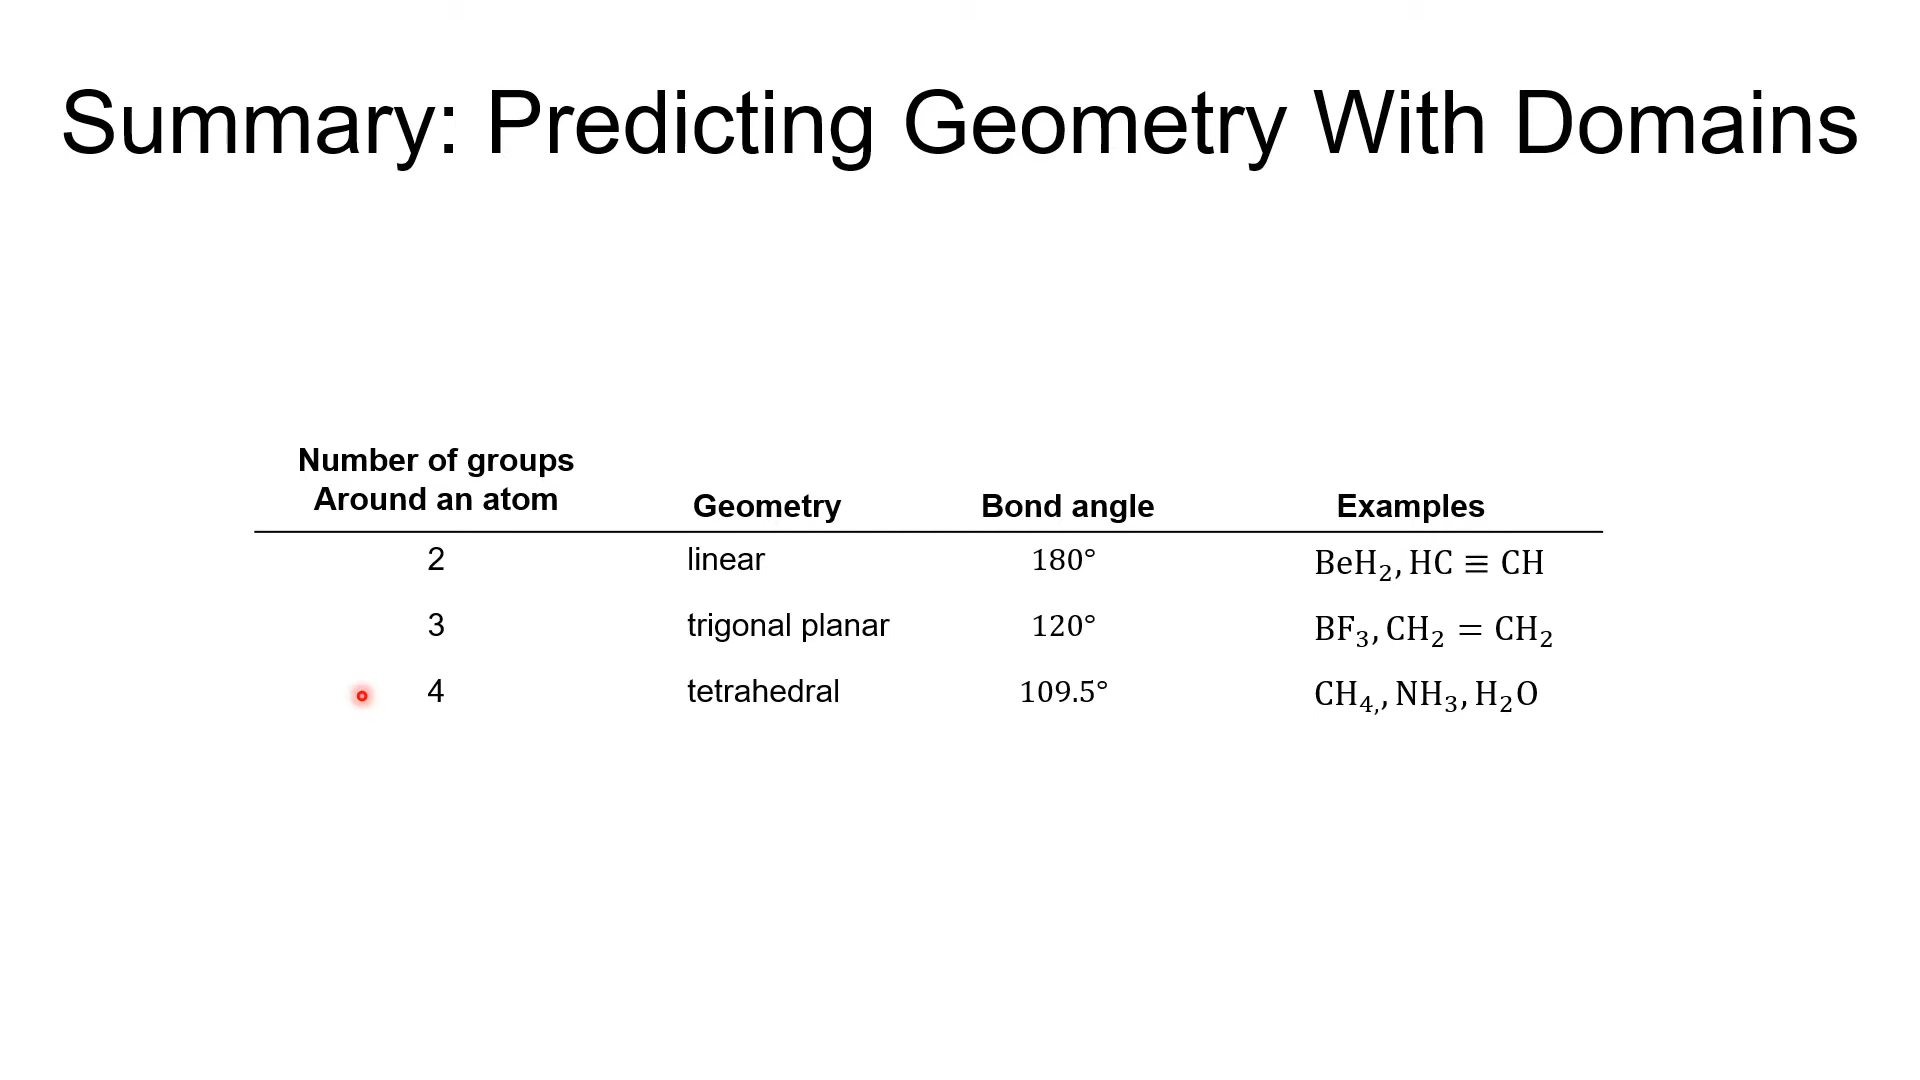 Summary: Predicting Geometry With Domains
Number of groups
Around an atom
Geometry
Bond angle
Examples
2 linear 180° BeH₂, HC ≡ CH
3 trigonal planar 120° BF₃, CH₂ = CH₂
4 tetrahedral 109.5° CH₄,, NH₃, H₂O